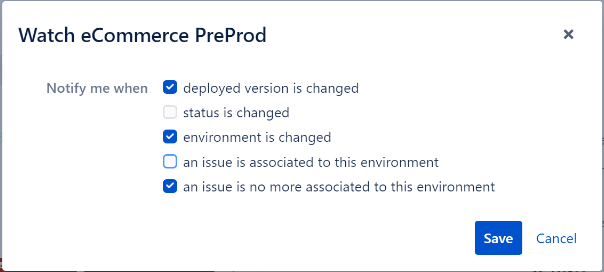 Watch eCommerce PreProd
Notify me when
deployed version is changed
status is changed
environment is changed
an issue is associated to this environment
an issue is no more associated to this environment
Save Cancel